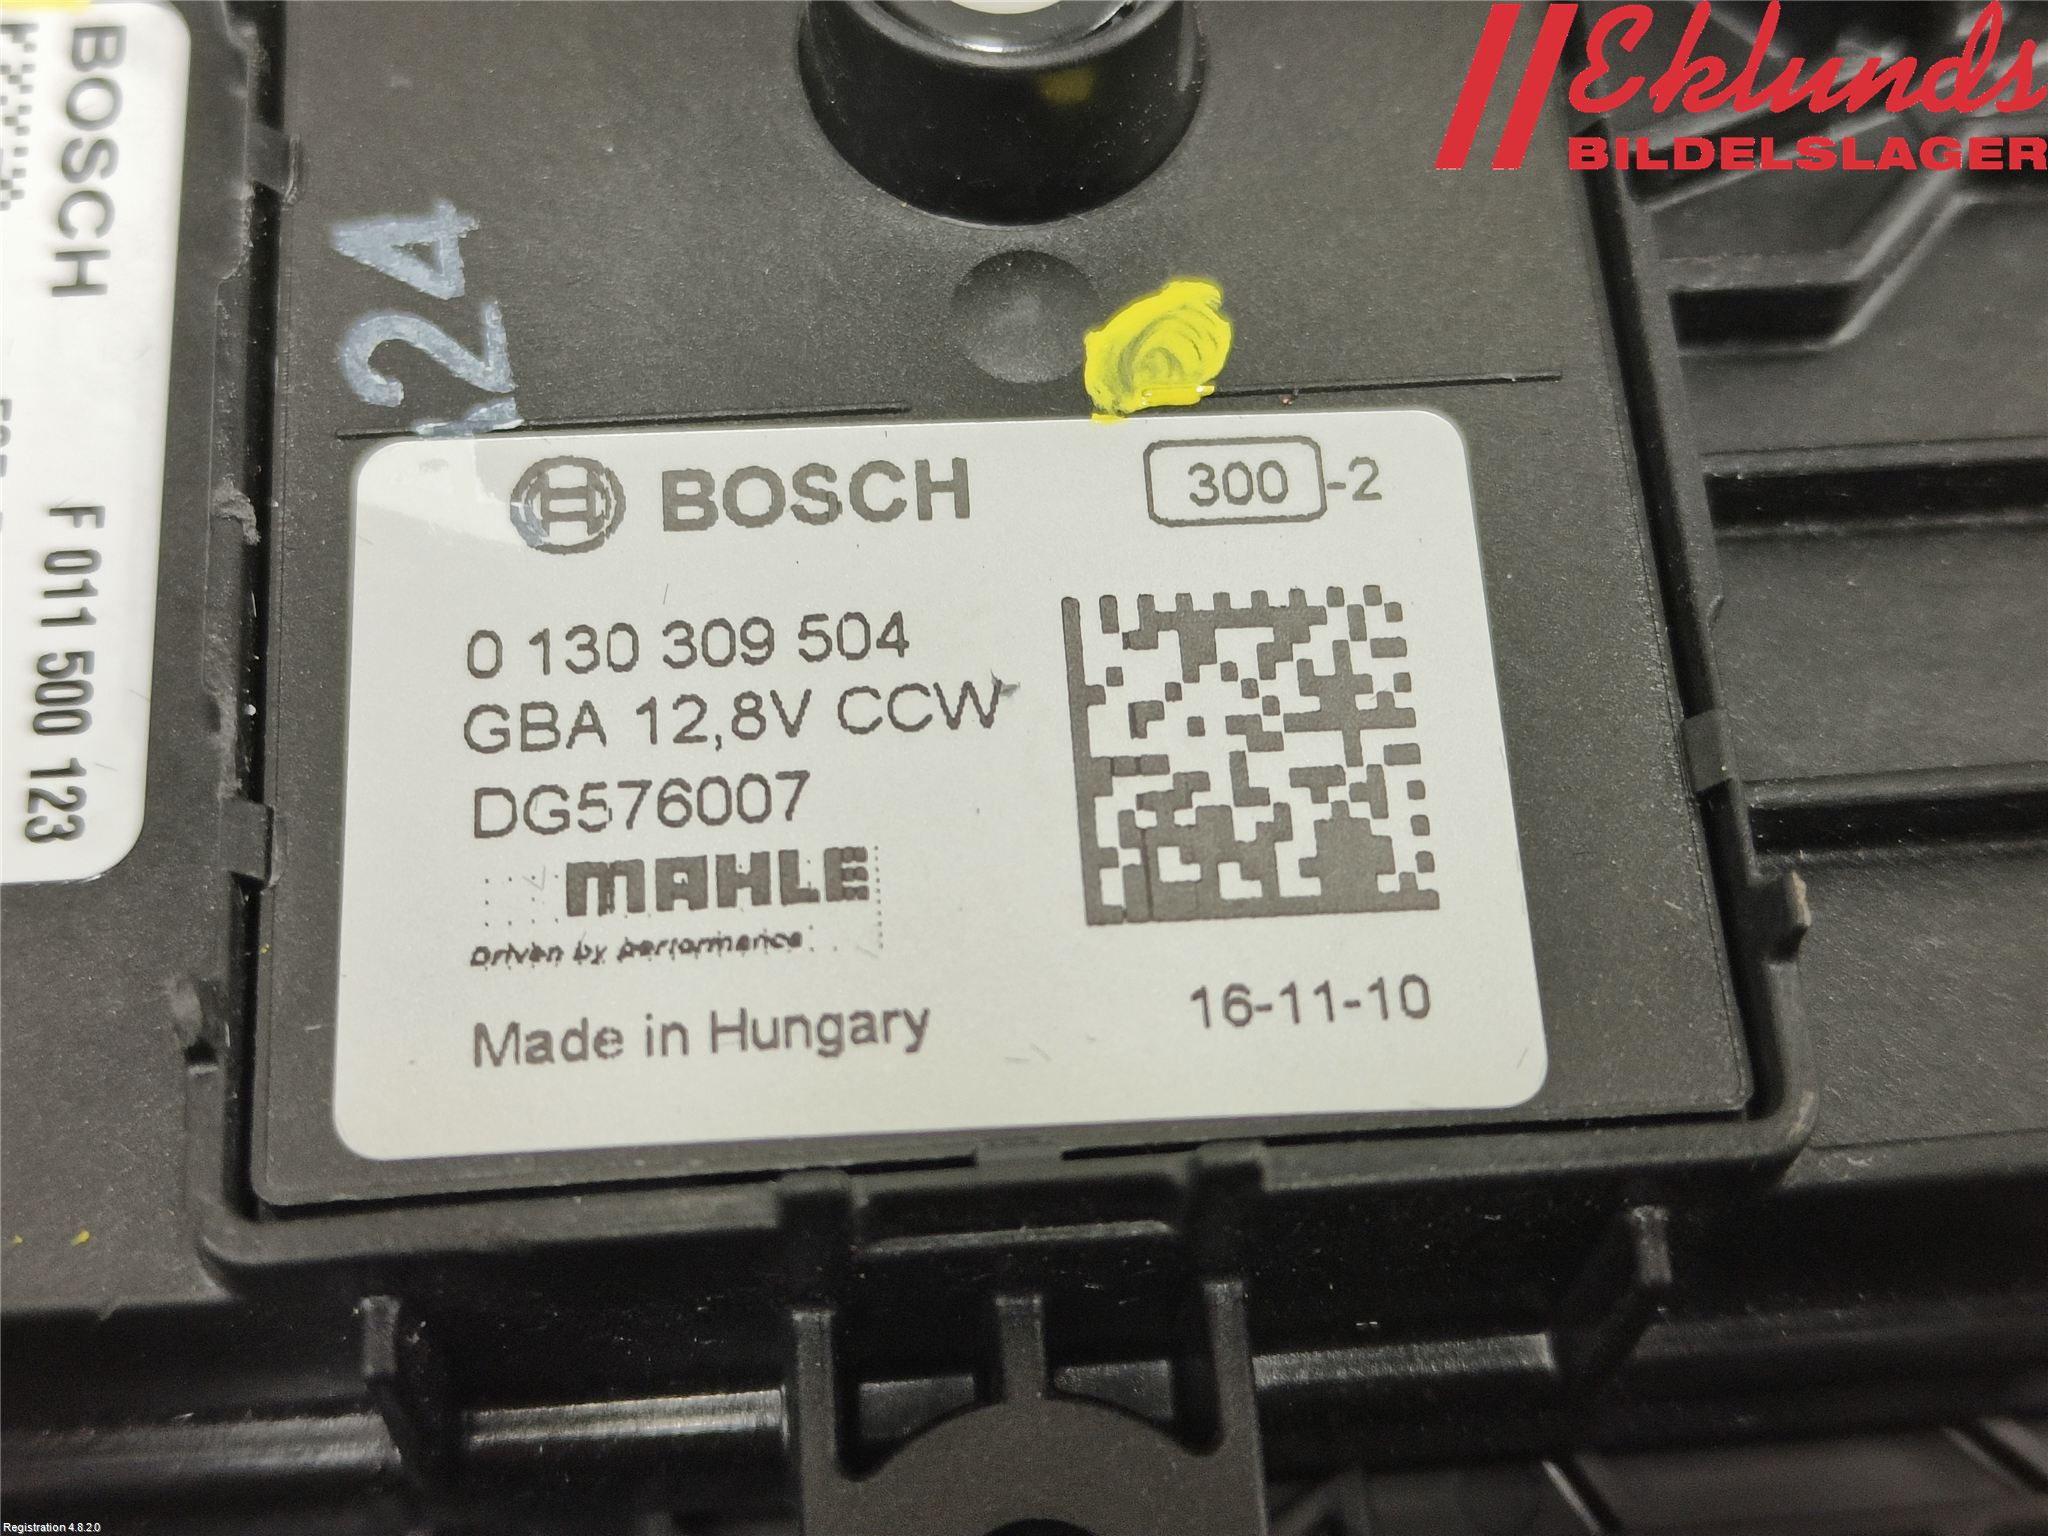 Eklunds
BILDELSLAGER
BOSCH
F 011 500 123
24
BOSCH
300 -2
0 130 309 504
GBA 12,8V CCW
DG576007
MAHLE
Driven by performance
Made in Hungary
16-11-10
Registration 4.8.2.0